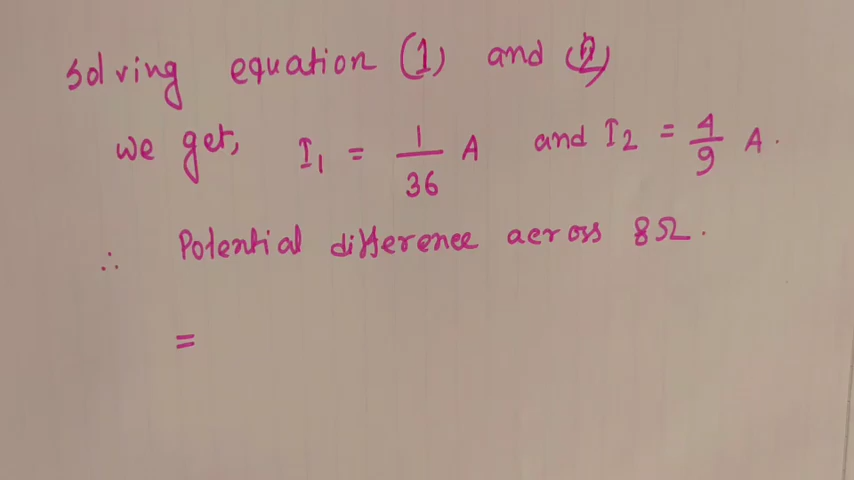 solving equation (1) and (2)
we get, I₁ = 1/36 A and I₂ = 4/9 A.
∴ Potential difference across 8Ω.
=